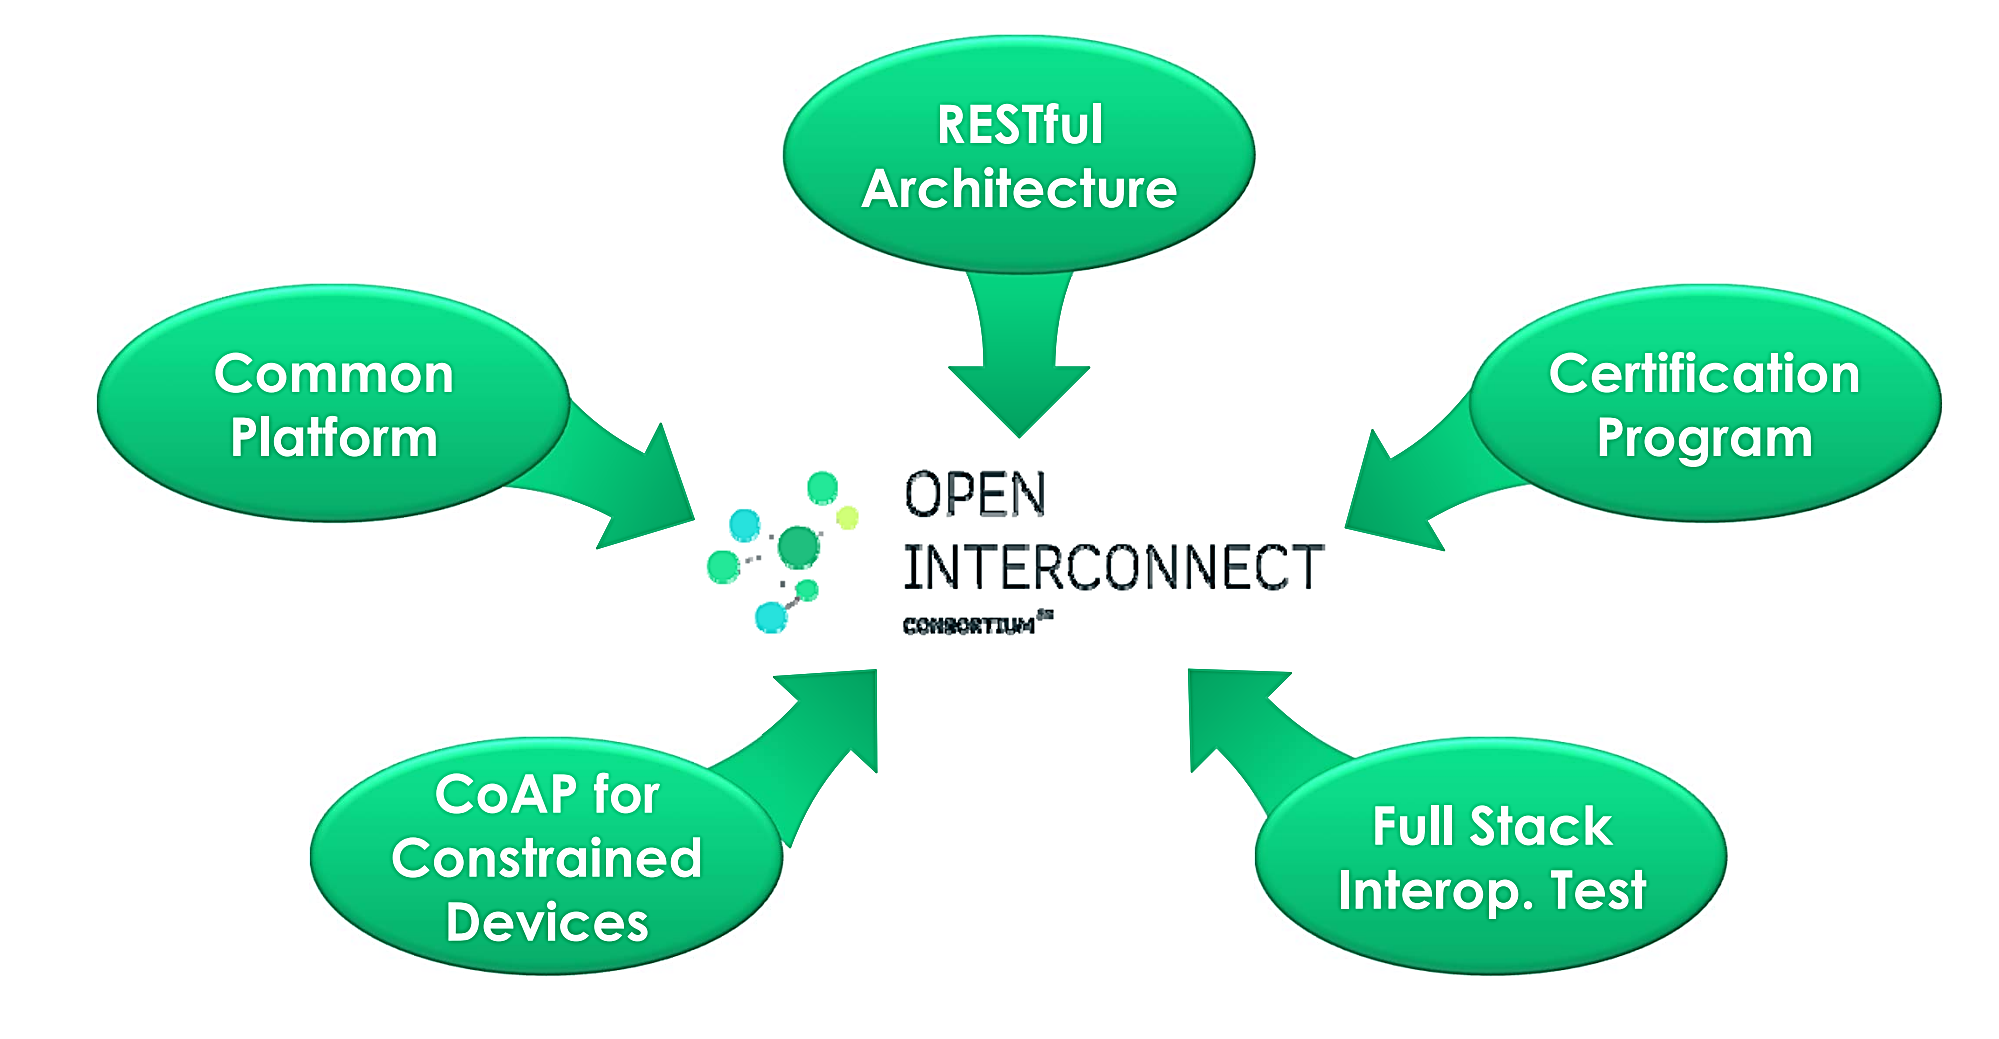 RESTful
Architecture
Common
Platform
Certification
Program
OPEN
INTERCONNECT
CONSORTIUM
CoAP for
Constrained
Devices
Full Stack
Interop. Test